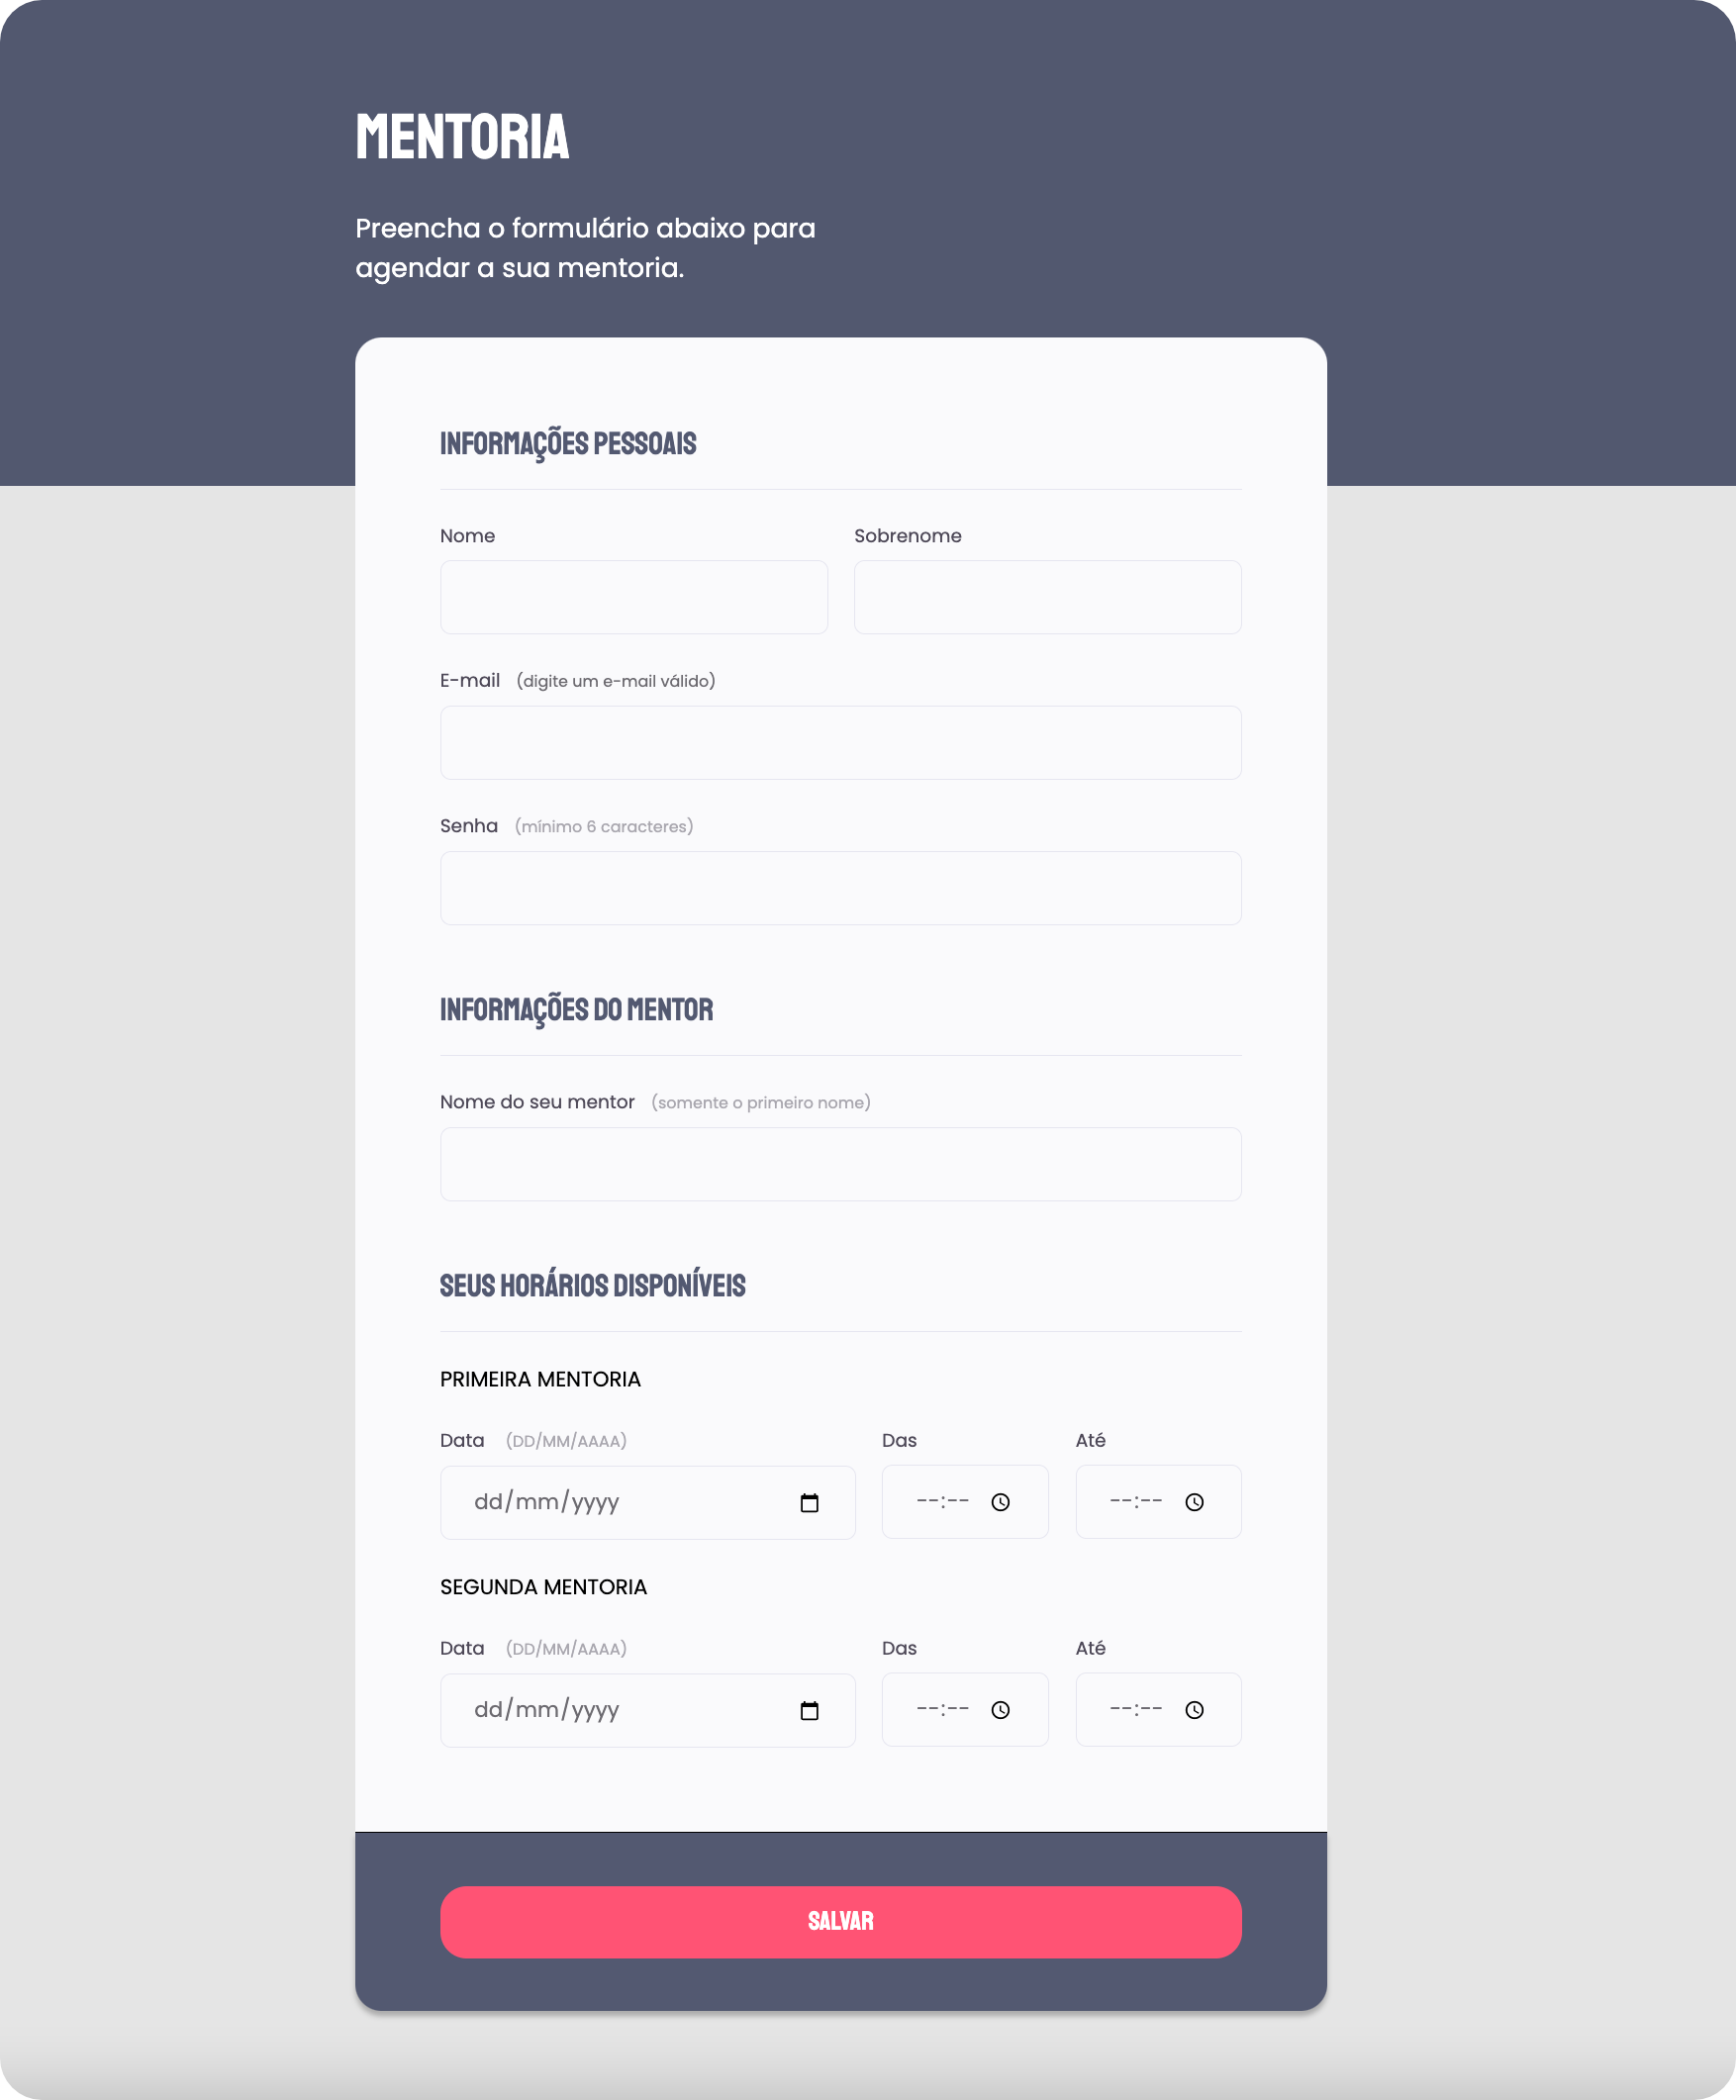 MENTORIA
Preencha o formulário abaixo para
agendar a sua mentoria.
INFORMAÇÕES PESSOAIS
Nome Sobrenome
E-mail (digite um e-mail válido)
Senha (mínimo 6 caracteres)
INFORMAÇÕES DO MENTOR
Nome do seu mentor (somente o primeiro nome)
SEUS HORÁRIOS DISPONÍVEIS
PRIMEIRA MENTORIA
Data (DD/MM/AAAA) Das Até
dd/mm/yyyy --:-- --:--
SEGUNDA MENTORIA
Data (DD/MM/AAAA) Das Até
dd/mm/yyyy --:-- --:--
SALVAR